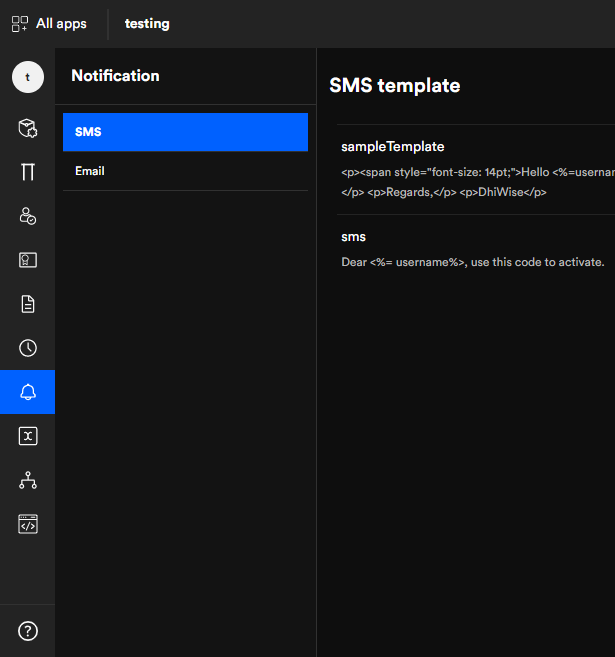 All apps
testing
t
Notification
SMS
Email
SMS template
sampleTemplate
<p><span style="font-size: 14pt;">Hello <%=usernar
</p> <p>Regards,</p> <p>DhiWise</p>
sms
Dear <%= username%>, use this code to activate.
?